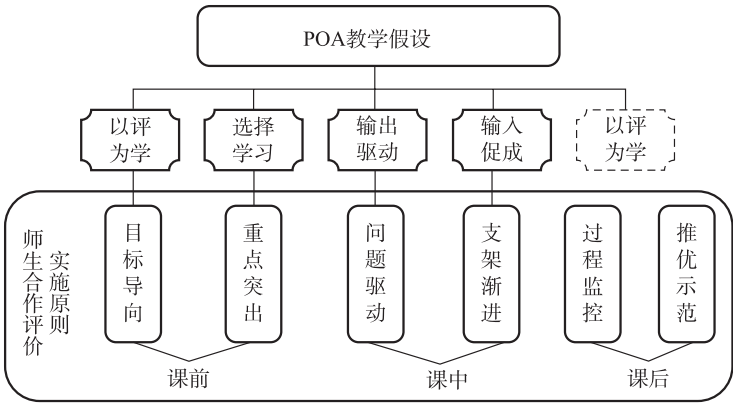 POA教学假设
以评
为学
选择
学习
输出
驱动
输入
促成
以评
为学
师生合作评价
实施原则
目标导向
重点突出
问题驱动
支架渐进
过程监控
推优示范
课前
课中
课后